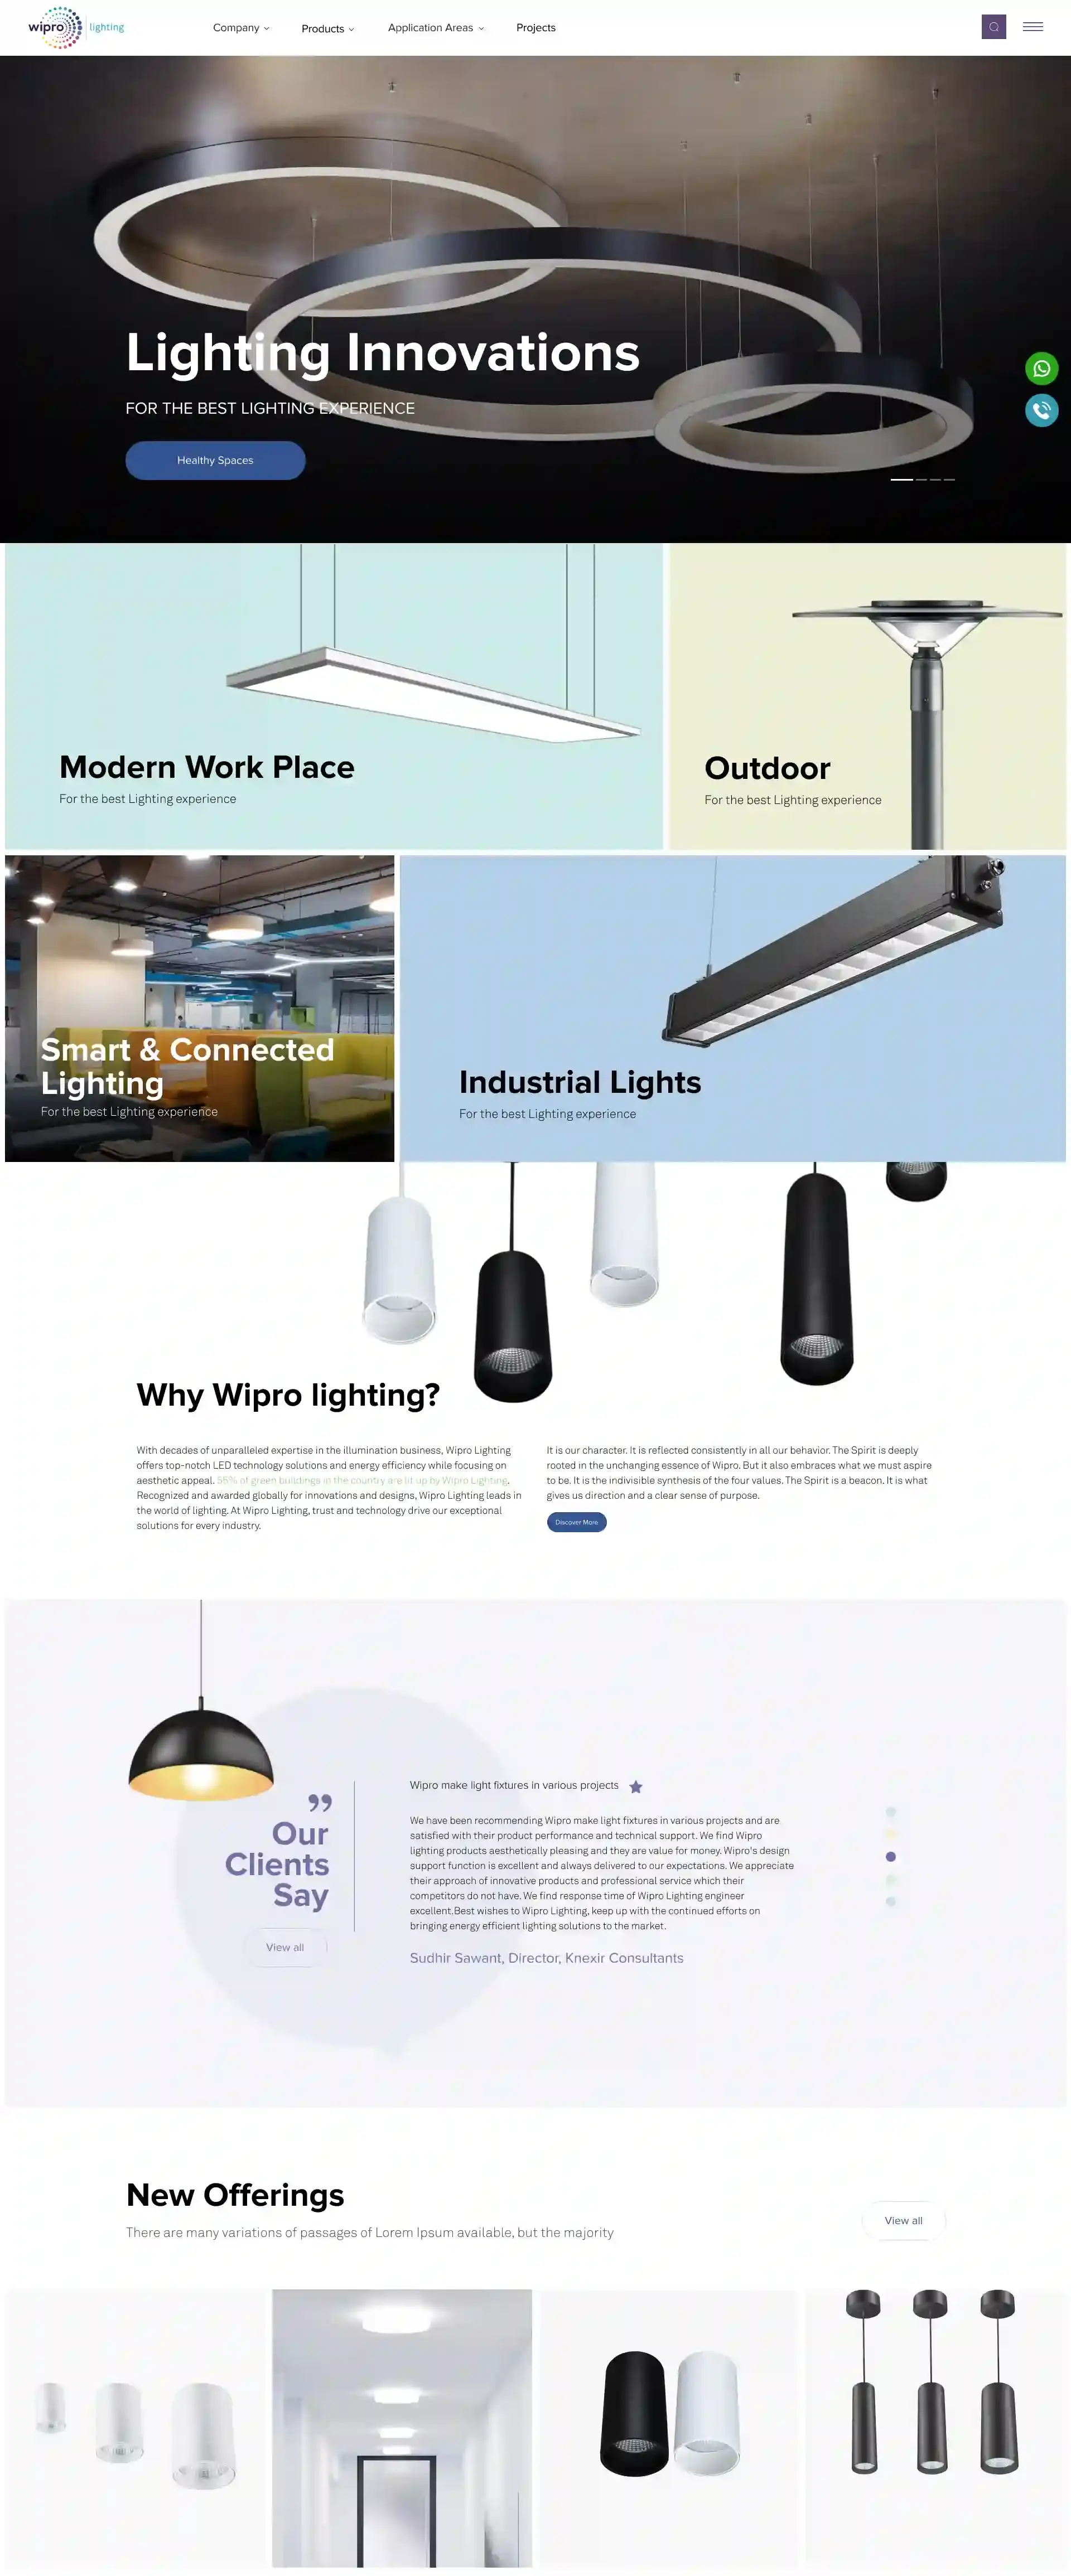 wipro lighting
Company
Products
Application Areas
Projects
Lighting Innovations
FOR THE BEST LIGHTING EXPERIENCE
Healthy Spaces
Modern Work Place
For the best Lighting experience
Outdoor
For the best Lighting experience
Smart & Connected
Lighting
For the best Lighting experience
Industrial Lights
For the best Lighting experience
Why Wipro lighting?
With decades of unparalleled expertise in the illumination business, Wipro Lighting
offers top-notch LED technology solutions and energy efficiency while focusing on
aesthetic appeal. 55% of green buildings in the country are lit up by Wipro Lighting.
Recognized and awarded globally for innovations and designs, Wipro Lighting leads in
the world of lighting. At Wipro Lighting, trust and technology drive our exceptional
solutions for every industry.
It is our character. It is reflected consistently in all our behavior. The Spirit is deeply
rooted in the unchanging essence of Wipro. But it also embraces what we must aspire
to be. It is the indivisible synthesis of the four values. The Spirit is a beacon. It is what
gives us direction and a clear sense of purpose.
Discover More
”
Our
Clients
Say
View all
Wipro make light fixtures in various projects
We have been recommending Wipro make light fixtures in various projects and are
satisfied with their product performance and technical support. We find Wipro
lighting products aesthetically pleasing and they are value for money. Wipro's design
support function is excellent and always delivered to our expectations. We appreciate
their approach of innovative products and professional service which their
competitors do not have. We find response time of Wipro Lighting engineer
excellent.Best wishes to Wipro Lighting, keep up with the continued efforts on
bringing energy efficient lighting solutions to the market.
Sudhir Sawant, Director, Knexir Consultants
New Offerings
There are many variations of passages of Lorem Ipsum available, but the majority
View all